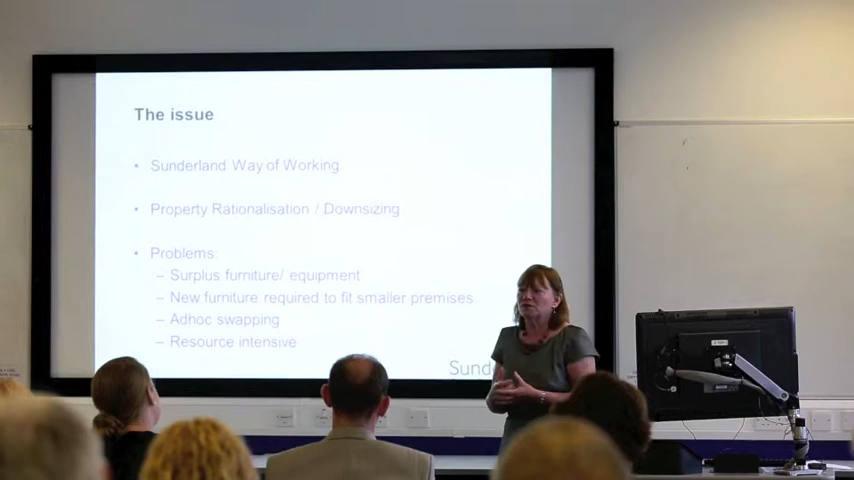 The issue
• Sunderland Way of Working
• Property Rationalisation / Downsizing
• Problems:
– Surplus furniture/ equipment
– New furniture required to fit smaller premises
– Adhoc swapping
– Resource intensive
Sund